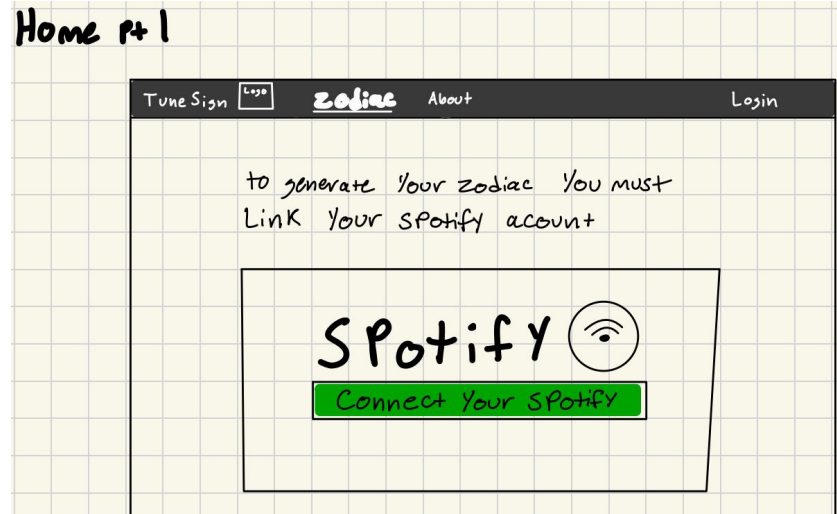 Home pt 1
Tune Sign Logo Zodiac About Login
to generate Your zodiac You must
Link Your Spotify acount
Spotify
Connect Your Spotify